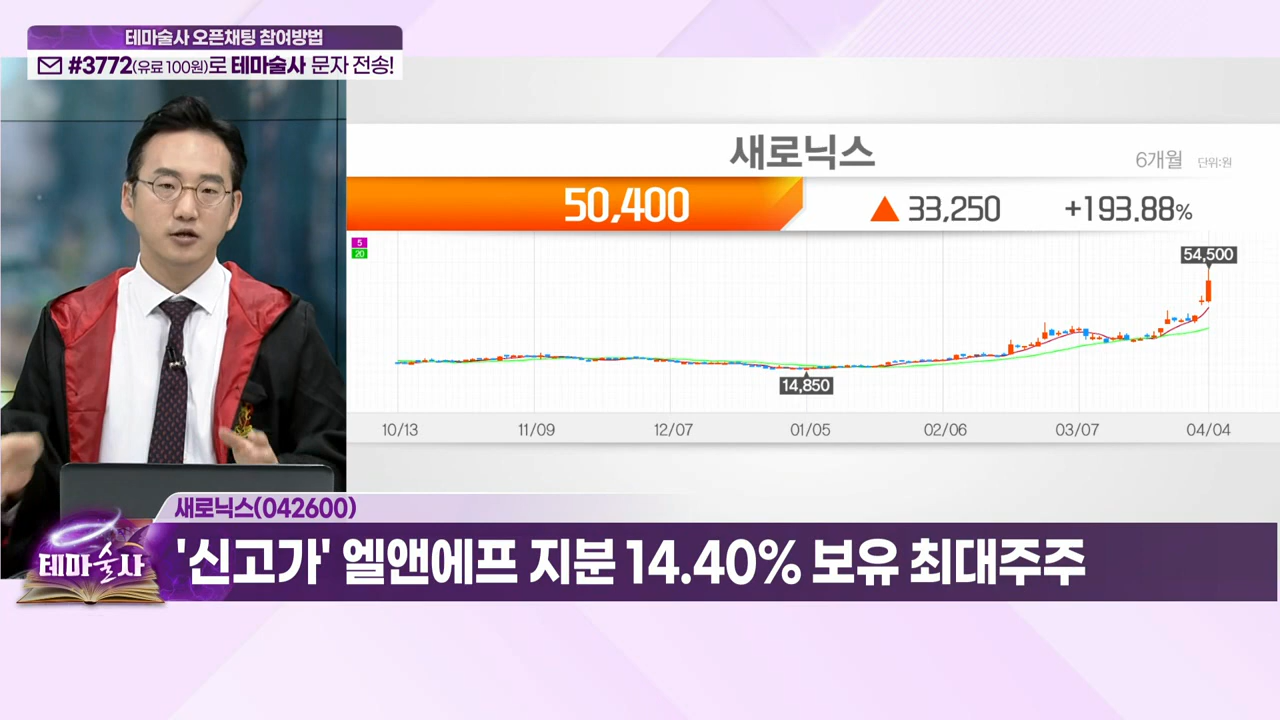 테마술사 오픈채팅 참여방법
#3772(유료 100원)로 테마술사 문자 전송!
새로닉스
6개월 단위:원
50,400 ▲ 33,250 +193.88%
5
20
54,500
14,850
10/13 11/09 12/07 01/05 02/06 03/07 04/04
새로닉스(042600)
테마술사
'신고가' 엘앤에프 지분 14.40% 보유 최대주주